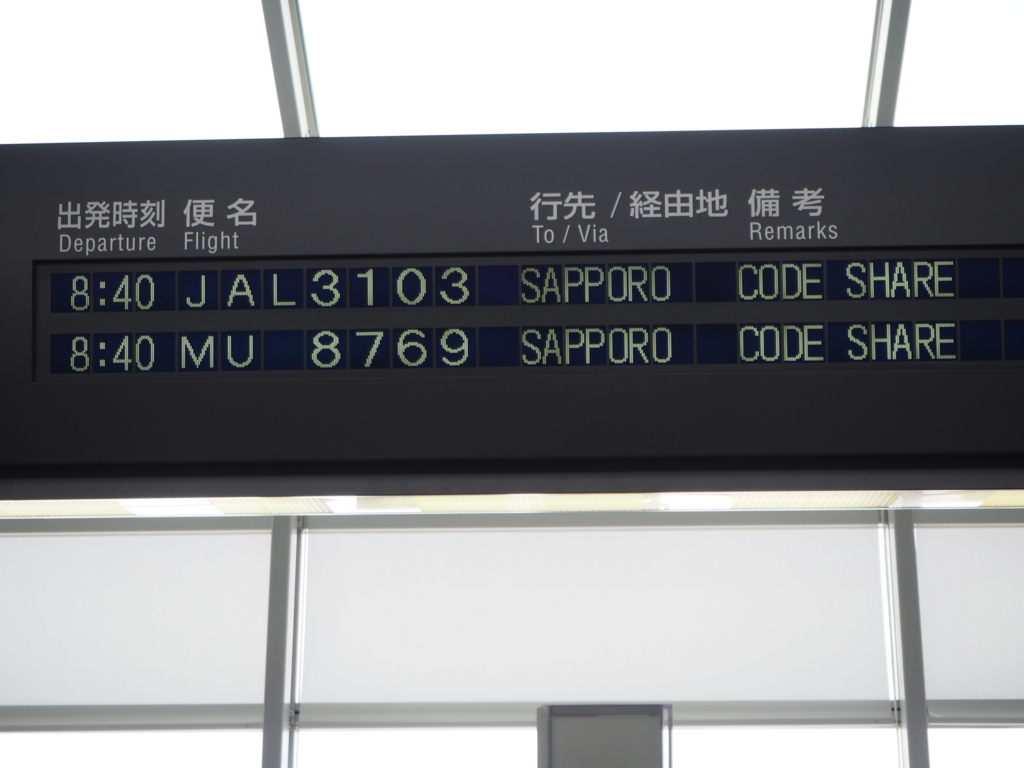 出発時刻 便名 行先 / 経由地 備考
Departure Flight To / Via Remarks
8:40 JAL3103 SAPPORO CODE SHARE
8:40 MU 8769 SAPPORO CODE SHARE